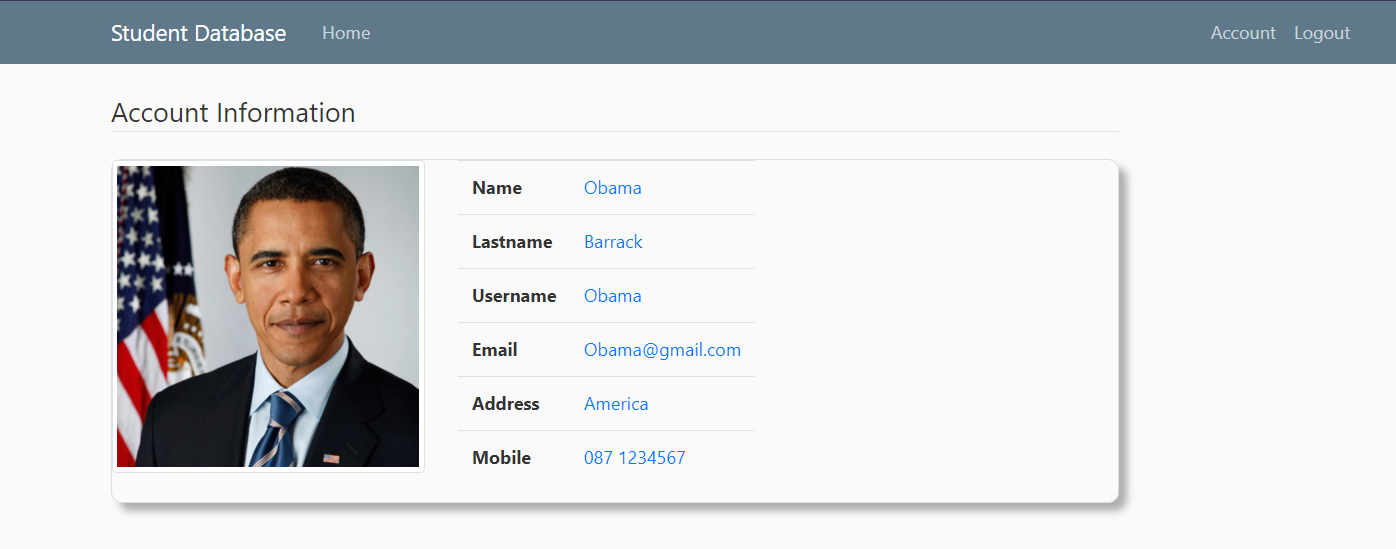 Student Database Home Account Logout
Account Information
Name Obama
Lastname Barrack
Username Obama
Email Obama@gmail.com
Address America
Mobile 087 1234567